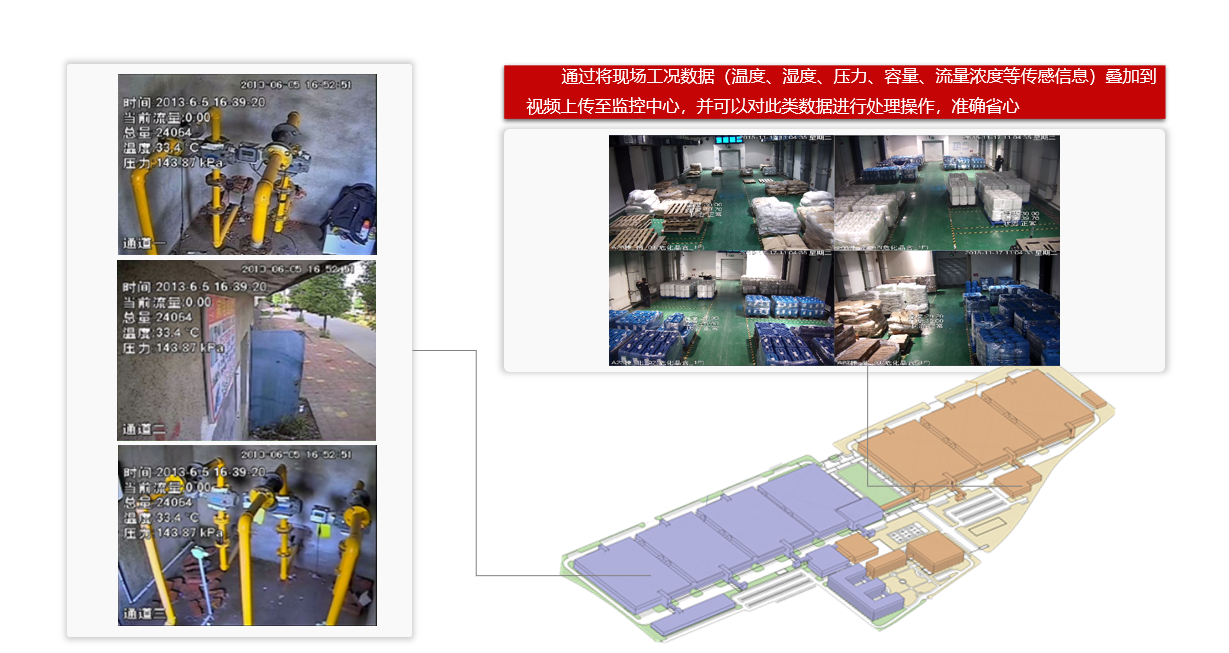 通过将现场工况数据（温度、湿度、压力、容量、流量浓度等传感信息）叠加到
视频上传至监控中心，并可以对此类数据进行处理操作，准确省心
2013-06-05 16:52:51
时间 2013-6-5 16:39:20
当前流量:0.00
总量:24064
温度:33.4 ℃
压力:143.87 kPa
通道一
2013-06-05 16:52:51
时间 2013-6-5 16:39:20
当前流量:0.00
总量:24064
温度:33.4 ℃
压力:143.87 kPa
通道二
2013-06-05 16:52:51
时间 2013-6-5 16:39:20
当前流量:0.00
总量:24064
温度:33.4 ℃
压力:143.87 kPa
通道三